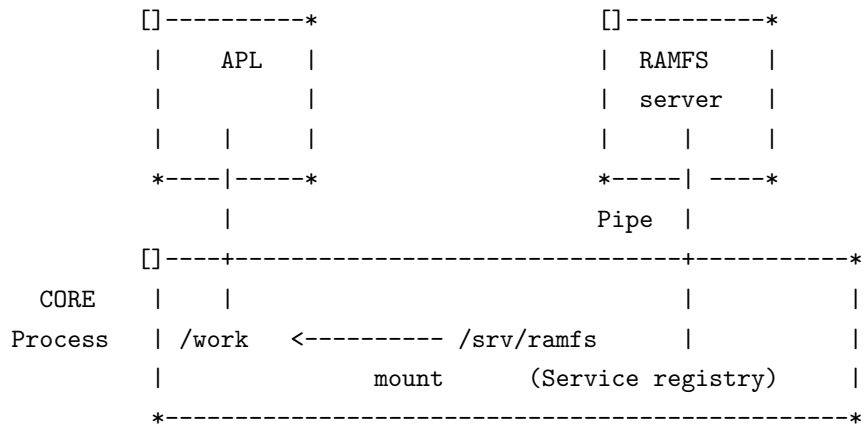 []----------* []----------*
| APL | | RAMFS |
| | | server |
| | | | | |
*----|-----* *-----| ----*
| Pipe |
[]----+---------------------------------+-----------*
CORE | | | |
Process | /work <---------- /srv/ramfs | |
| mount (Service registry) |
*-------------------------------------------------*